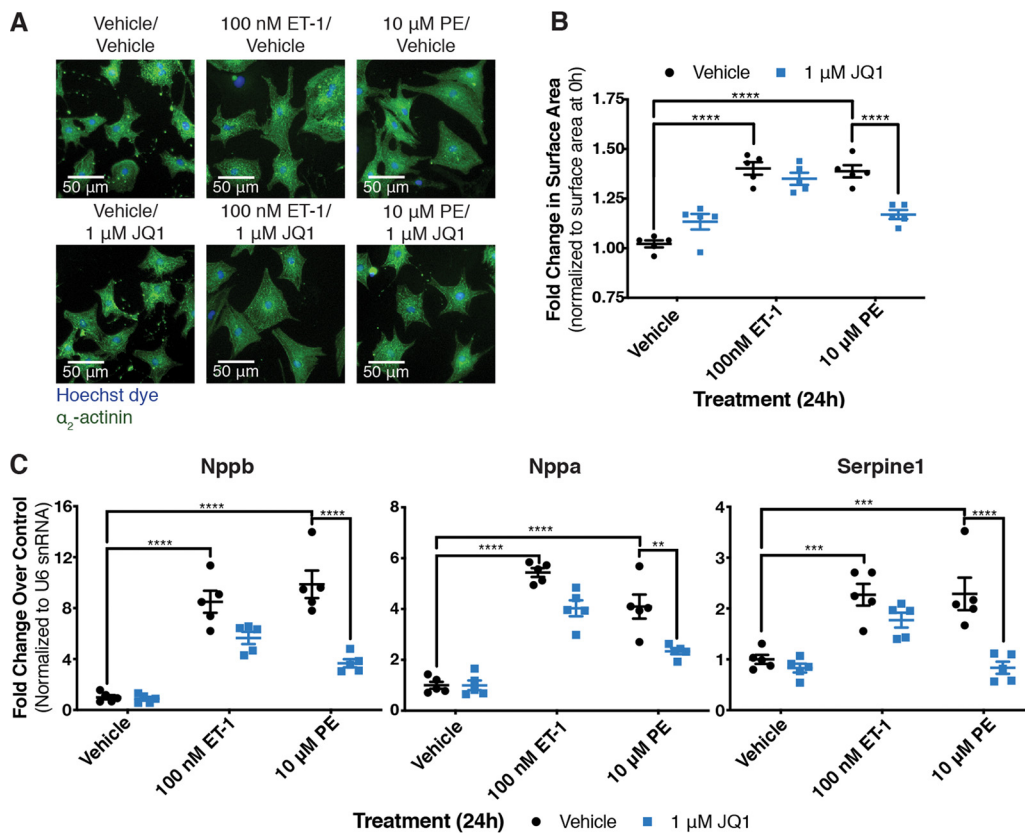 A
Vehicle/
Vehicle
100 nM ET-1/
Vehicle
10 µM PE/
Vehicle
50 µm
50 µm
50 µm
Vehicle/
1 µM JQ1
100 nM ET-1/
1 µM JQ1
10 µM PE/
1 µM JQ1
50 µm
50 µm
50 µm
Hoechst dye
α2-actinin
B
Vehicle
1 µM JQ1
Fold Change in Surface Area
(normalized to surface area at 0h)
1.75
1.50
1.25
1.00
0.75
****
****
****
Vehicle
100nM ET-1
10 µM PE
Treatment (24h)
C
Fold Change Over Control
(Normalized to U6 snRNA)
Nppb
16
12
8
4
0
****
****
****
Vehicle
100 nM ET-1
10 µM PE
Nppa
8
6
4
2
0
****
****
**
Vehicle
100 nM ET-1
10 µM PE
Serpine1
4
3
2
1
0
***
****
***
Vehicle
100 nM ET-1
10 µM PE
Treatment (24h)
Vehicle
1 µM JQ1